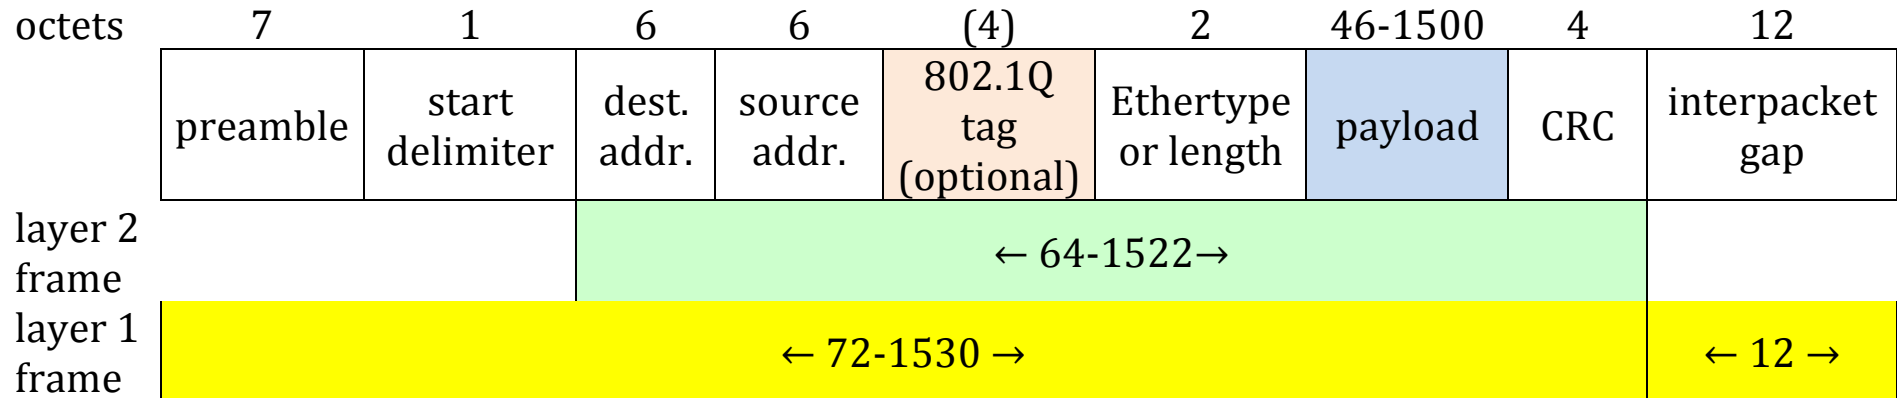 octets 7 1 6 6 (4) 2 46-1500 4 12
preamble
start
delimiter
dest.
addr.
source
addr.
802.1Q
tag
(optional)
Ethertype
or length
payload
CRC
interpacket
gap
layer 2
frame
← 64-1522→
layer 1
frame
← 72-1530 →
← 12 →